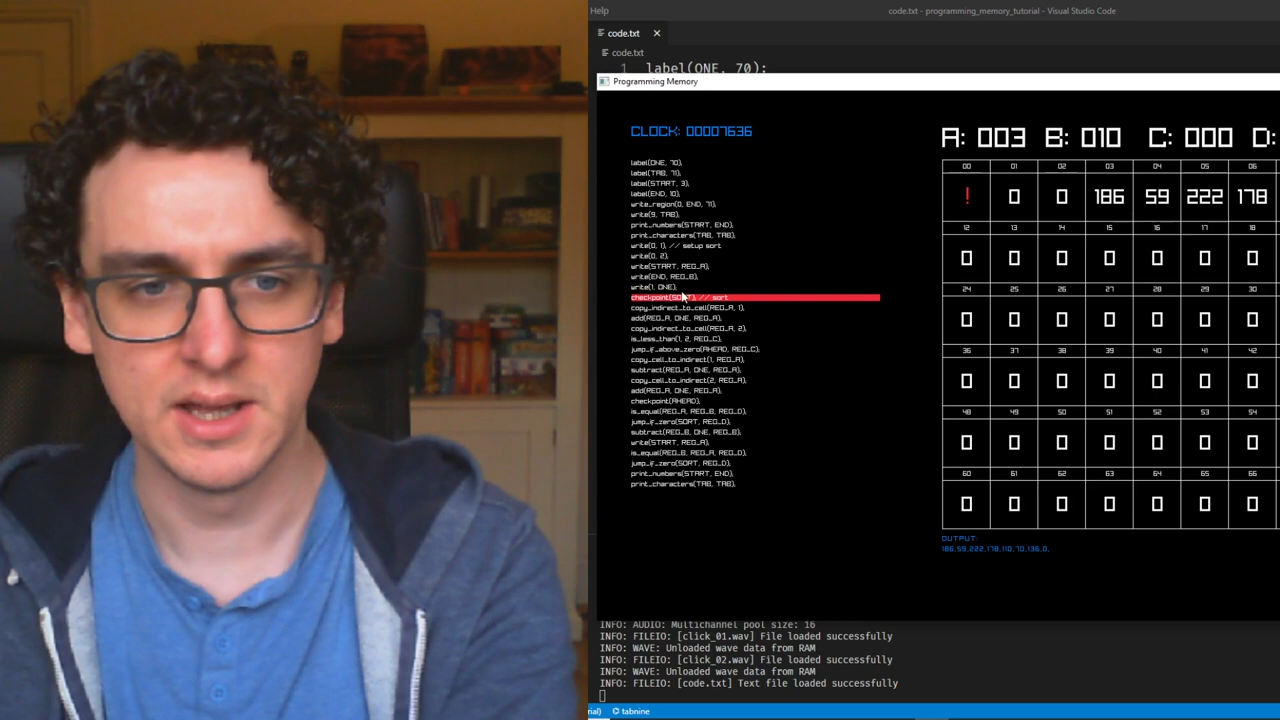 Help
code.txt - programming_memory_tutorial - Visual Studio Code
code.txt
code.txt
1 label(ONE, 70);
Programming Memory
CLOCK: 00007636
A: 003 B: 010 C: 000 D:
label(ONE, 70),
label(TAB, 71),
label(START, 3),
label(END, 10),
write_region(0, END, 71),
write(9, TAB),
print_numbers(START, END),
print_characters(TAB, TAB),
write(0, 1), // setup sort
write(0, 2),
write(START, REG_A),
write(END, REG_B),
write(1, ONE),
checkpoint(SORT), // sort
copy_indirect_to_cell(REG_A, 1),
add(REG_A, ONE, REG_A),
copy_indirect_to_cell(REG_A, 2),
is_less_than(1, 2, REG_C),
jump_if_above_zero(AHEAD, REG_C),
copy_cell_to_indirect(1, REG_A),
subtract(REG_A, ONE, REG_A),
copy_cell_to_indirect(2, REG_A),
add(REG_A, ONE, REG_A),
checkpoint(AHEAD),
is_equal(REG_A, REG_B, REG_D),
jump_if_zero(SORT, REG_D),
subtract(REG_B, ONE, REG_B),
write(START, REG_A),
is_equal(REG_B, REG_A, REG_D),
jump_if_zero(SORT, REG_D),
print_numbers(START, END),
print_characters(TAB, TAB),
00 01 02 03 04 05 06
! 0 0 186 59 222 178
12 13 14 15 16 17 18
0 0 0 0 0 0 0
24 25 26 27 28 29 30
0 0 0 0 0 0 0
36 37 38 39 40 41 42
0 0 0 0 0 0 0
48 49 50 51 52 53 54
0 0 0 0 0 0 0
60 61 62 63 64 65 66
0 0 0 0 0 0 0
OUTPUT:
186,59,222,178,110,70,136,0,
INFO: AUDIO: Multichannel pool size: 16
INFO: FILEIO: [click_01.wav] File loaded successfully
INFO: WAVE: Unloaded wave data from RAM
INFO: FILEIO: [click_02.wav] File loaded successfully
INFO: WAVE: Unloaded wave data from RAM
INFO: FILEIO: [code.txt] Text file loaded successfully
rial) tabnine